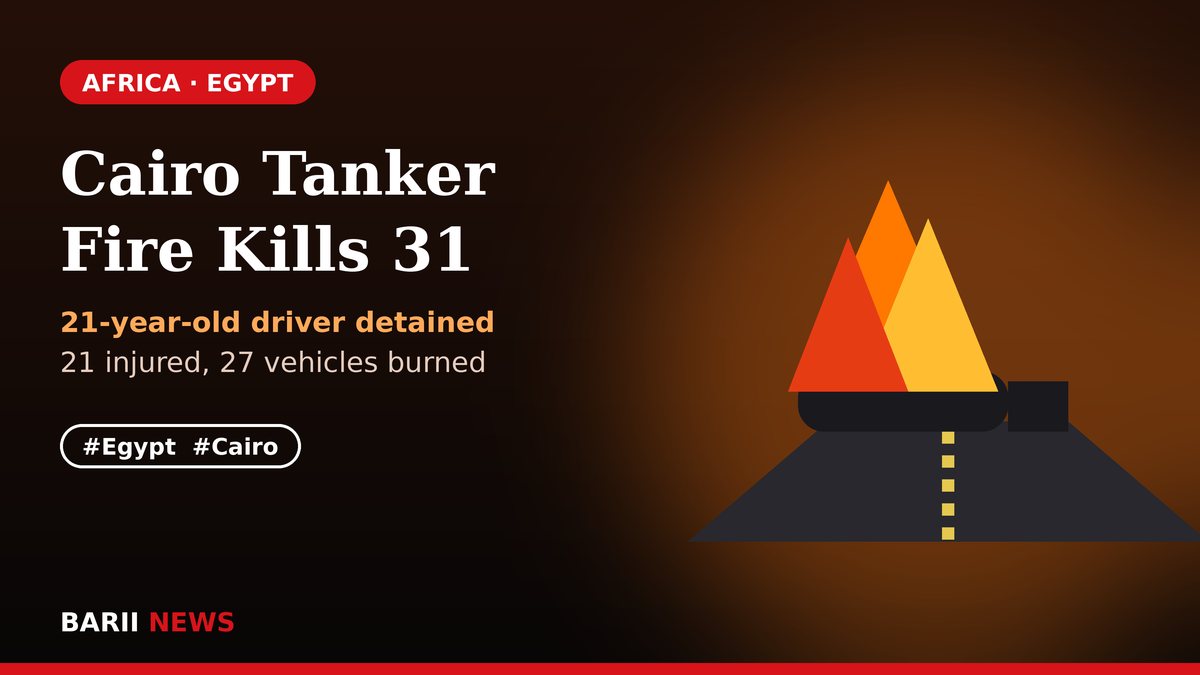 AFRICA · EGYPT
Cairo Tanker
Fire Kills 31
21-year-old driver detained
21 injured, 27 vehicles burned
#Egypt #Cairo
BARII NEWS